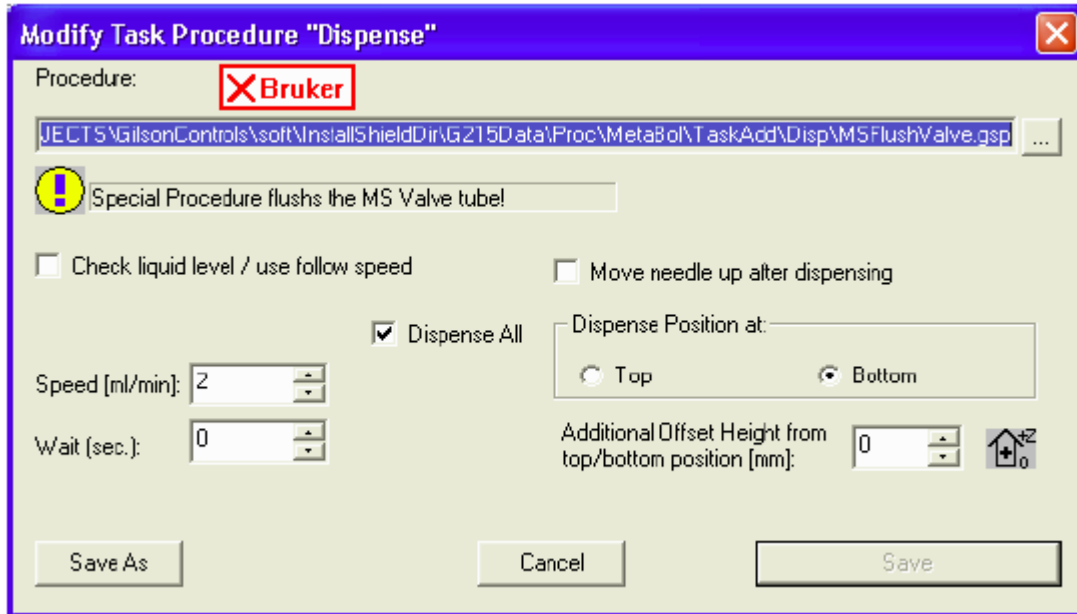 Modify Task Procedure "Dispense"
Procedure:
Bruker
JECTS\GilsonControls\soft\InstallShieldDir\G215Data\Proc\MetaBol\TaskAdd\Disp\MSFlushValve.gsp
...
Special Procedure flushs the MS Valve tube!
Check liquid level / use follow speed
Move needle up after dispensing
Dispense All
Dispense Position at:
Top
Bottom
Speed [ml/min]: 2
Wait (sec.): 0
Additional Offset Height from
top/bottom position [mm]: 0
+Z
0
Save As
Cancel
Save